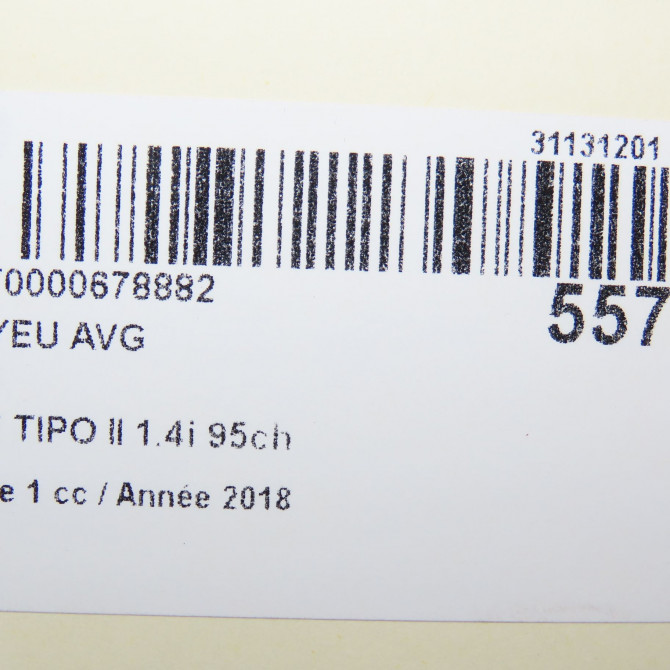 31131201
T0000678882
557
YEU AVG
TIPO II 1.4i 95ch
e 1 cc / Année 2018